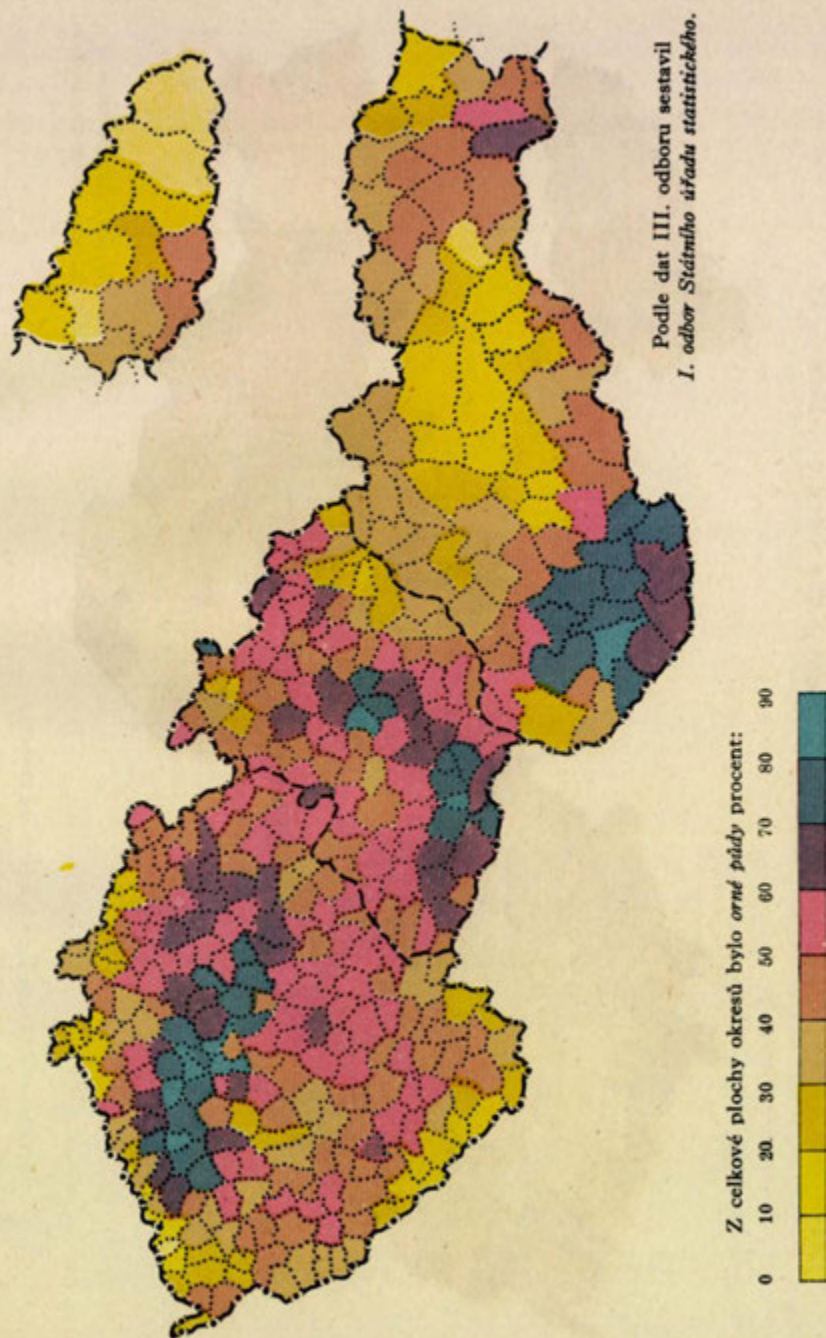 Podle dat III. odboru sestavil
I. odbor Státního úřadu statistického.
Z celkové plochy okresů bylo orné půdy procent:
0 10 20 30 40 50 60 70 80 90